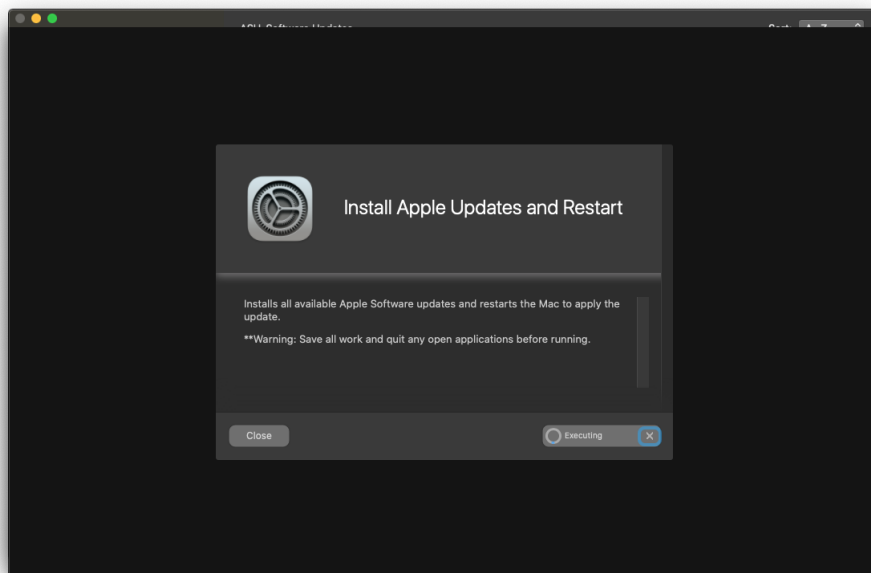 Install Apple Updates and Restart
Installs all available Apple Software updates and restarts the Mac to apply the
update.
**Warning: Save all work and quit any open applications before running.
Close
Executing